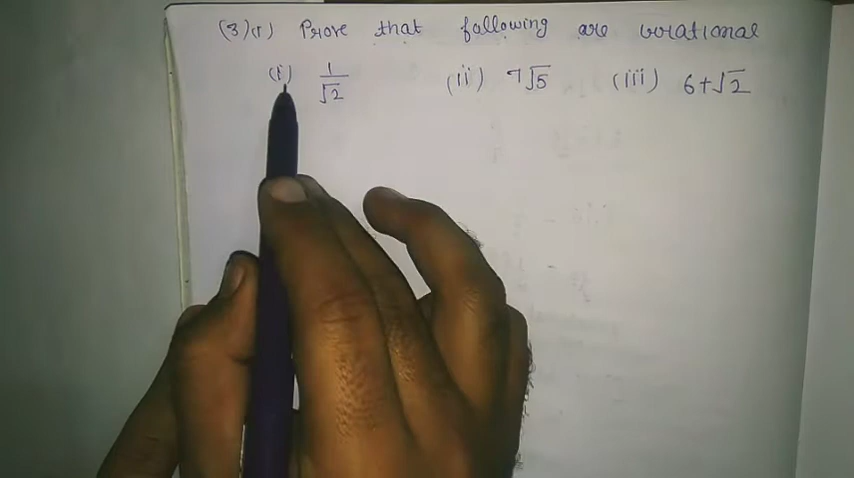 (3)(i) Prove that following are irrational
(i) 1/√2 (ii) 7√5 (iii) 6+√2